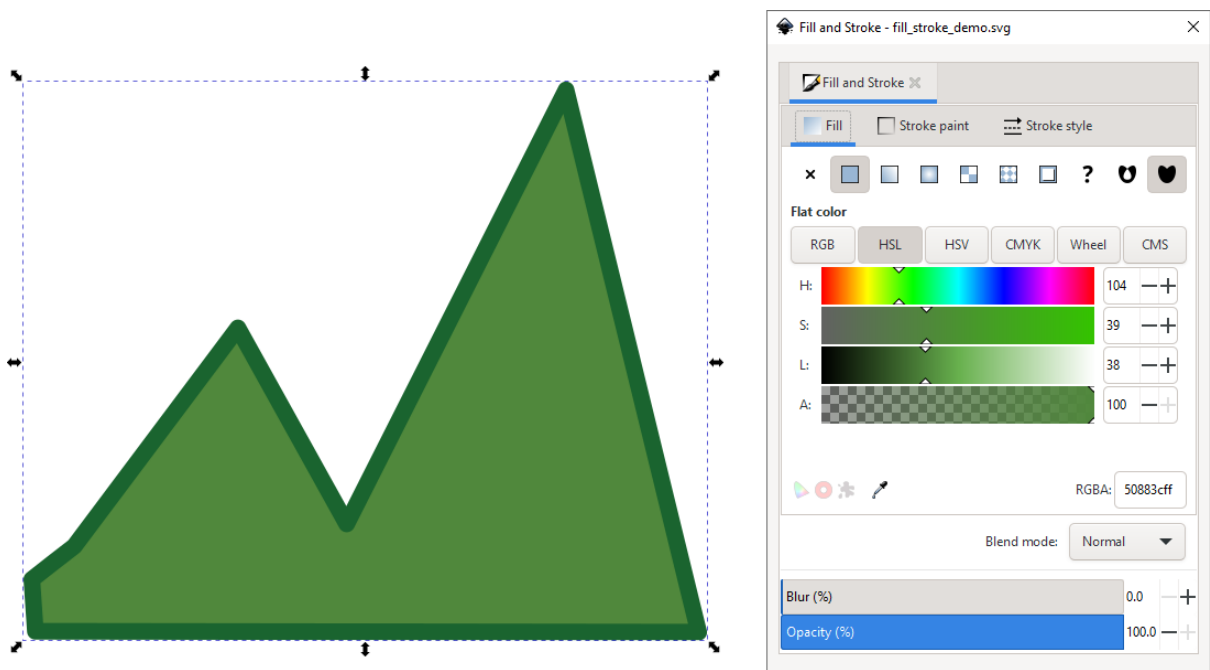 Fill and Stroke - fill_stroke_demo.svg
Fill and Stroke
Fill Stroke paint Stroke style
?
Flat color
RGB HSL HSV CMYK Wheel CMS
H: 104
S: 39
L: 38
A: 100
RGBA: 50883cff
Blend mode: Normal
Blur (%) 0.0
Opacity (%) 100.0